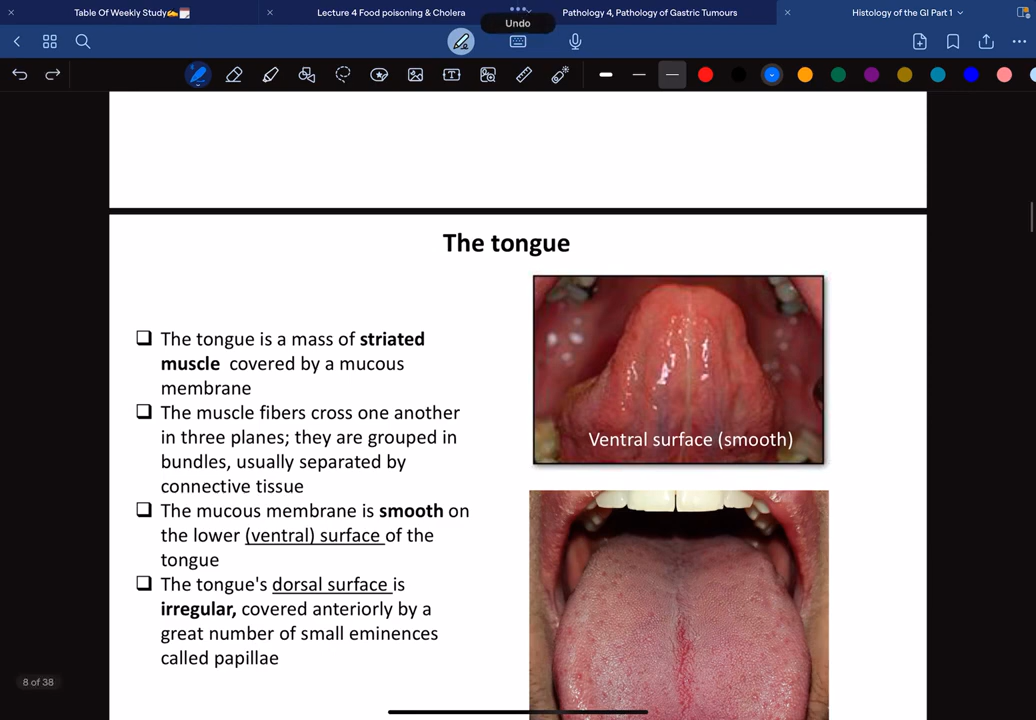 Table Of Weekly Study✍️🗓️
Lecture 4 Food poisoning & Cholera
Pathology 4, Pathology of Gastric Tumours
Histology of the GI Part 1
Undo
The tongue
❑ The tongue is a mass of striated
muscle covered by a mucous
membrane
❑ The muscle fibers cross one another
in three planes; they are grouped in
bundles, usually separated by
connective tissue
❑ The mucous membrane is smooth on
the lower (ventral) surface of the
tongue
❑ The tongue's dorsal surface is
irregular, covered anteriorly by a
great number of small eminences
called papillae
Ventral surface (smooth)
8 of 38